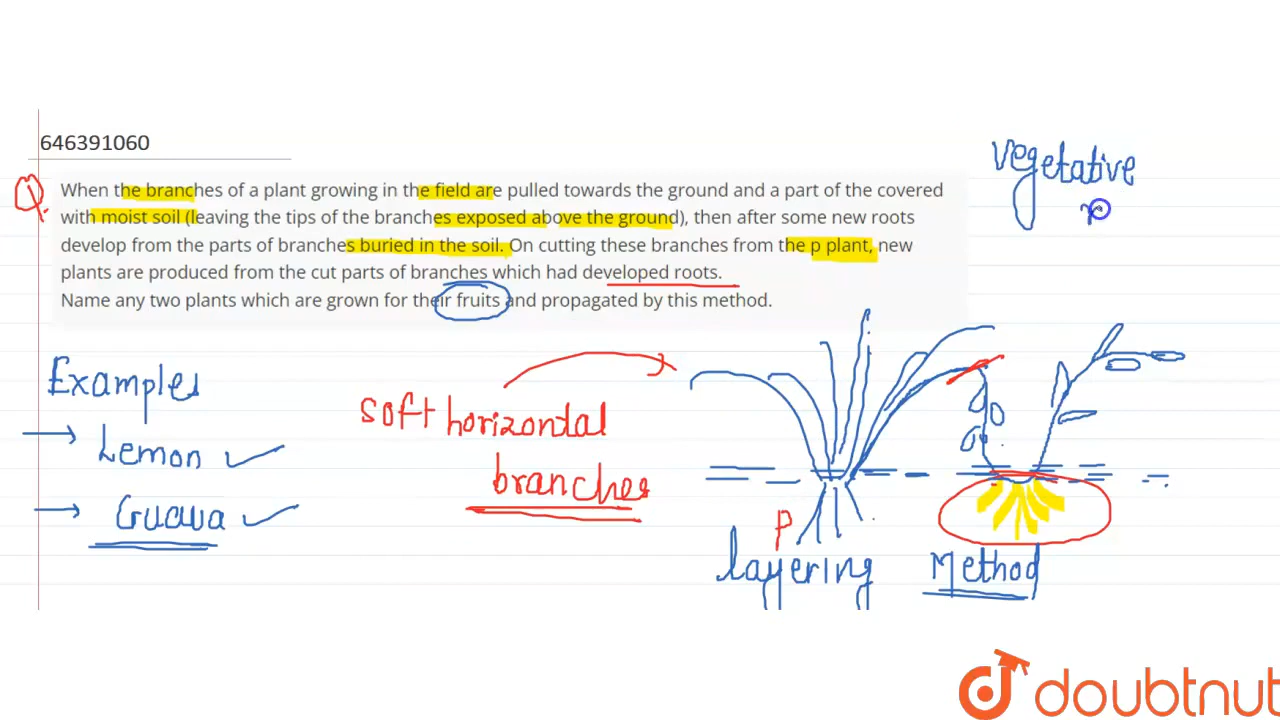 646391060
Q.
When the branches of a plant growing in the field are pulled towards the ground and a part of the covered
with moist soil (leaving the tips of the branches exposed above the ground), then after some new roots
develop from the parts of branches buried in the soil. On cutting these branches from the p plant, new
plants are produced from the cut parts of branches which had developed roots.
Name any two plants which are grown for their fruits and propagated by this method.
Vegetative
p
Examples
Lemon
Guava
soft horizontal
branches
P
layering Method
doubtnut